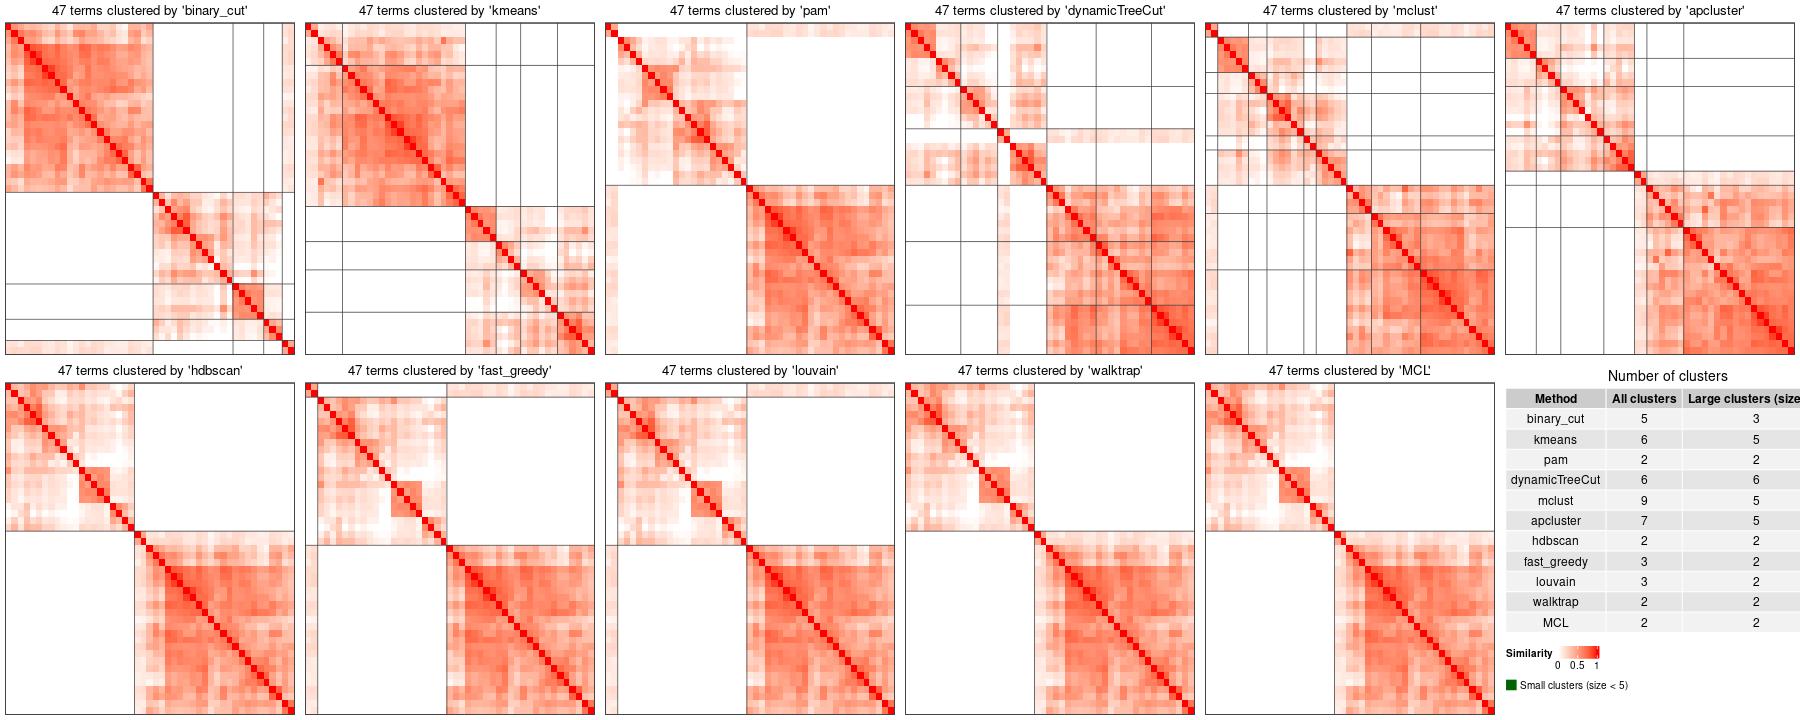 47 terms clustered by 'binary_cut'
47 terms clustered by 'kmeans'
47 terms clustered by 'pam'
47 terms clustered by 'dynamicTreeCut'
47 terms clustered by 'mclust'
47 terms clustered by 'apcluster'
47 terms clustered by 'hdbscan'
47 terms clustered by 'fast_greedy'
47 terms clustered by 'louvain'
47 terms clustered by 'walktrap'
47 terms clustered by 'MCL'
Number of clusters
Method All clusters Large clusters (size
binary_cut 5 3
kmeans 6 5
pam 2 2
dynamicTreeCut 6 6
mclust 9 5
apcluster 7 5
hdbscan 2 2
fast_greedy 3 2
louvain 3 2
walktrap 2 2
MCL 2 2
Similarity
0 0.5 1
Small clusters (size < 5)